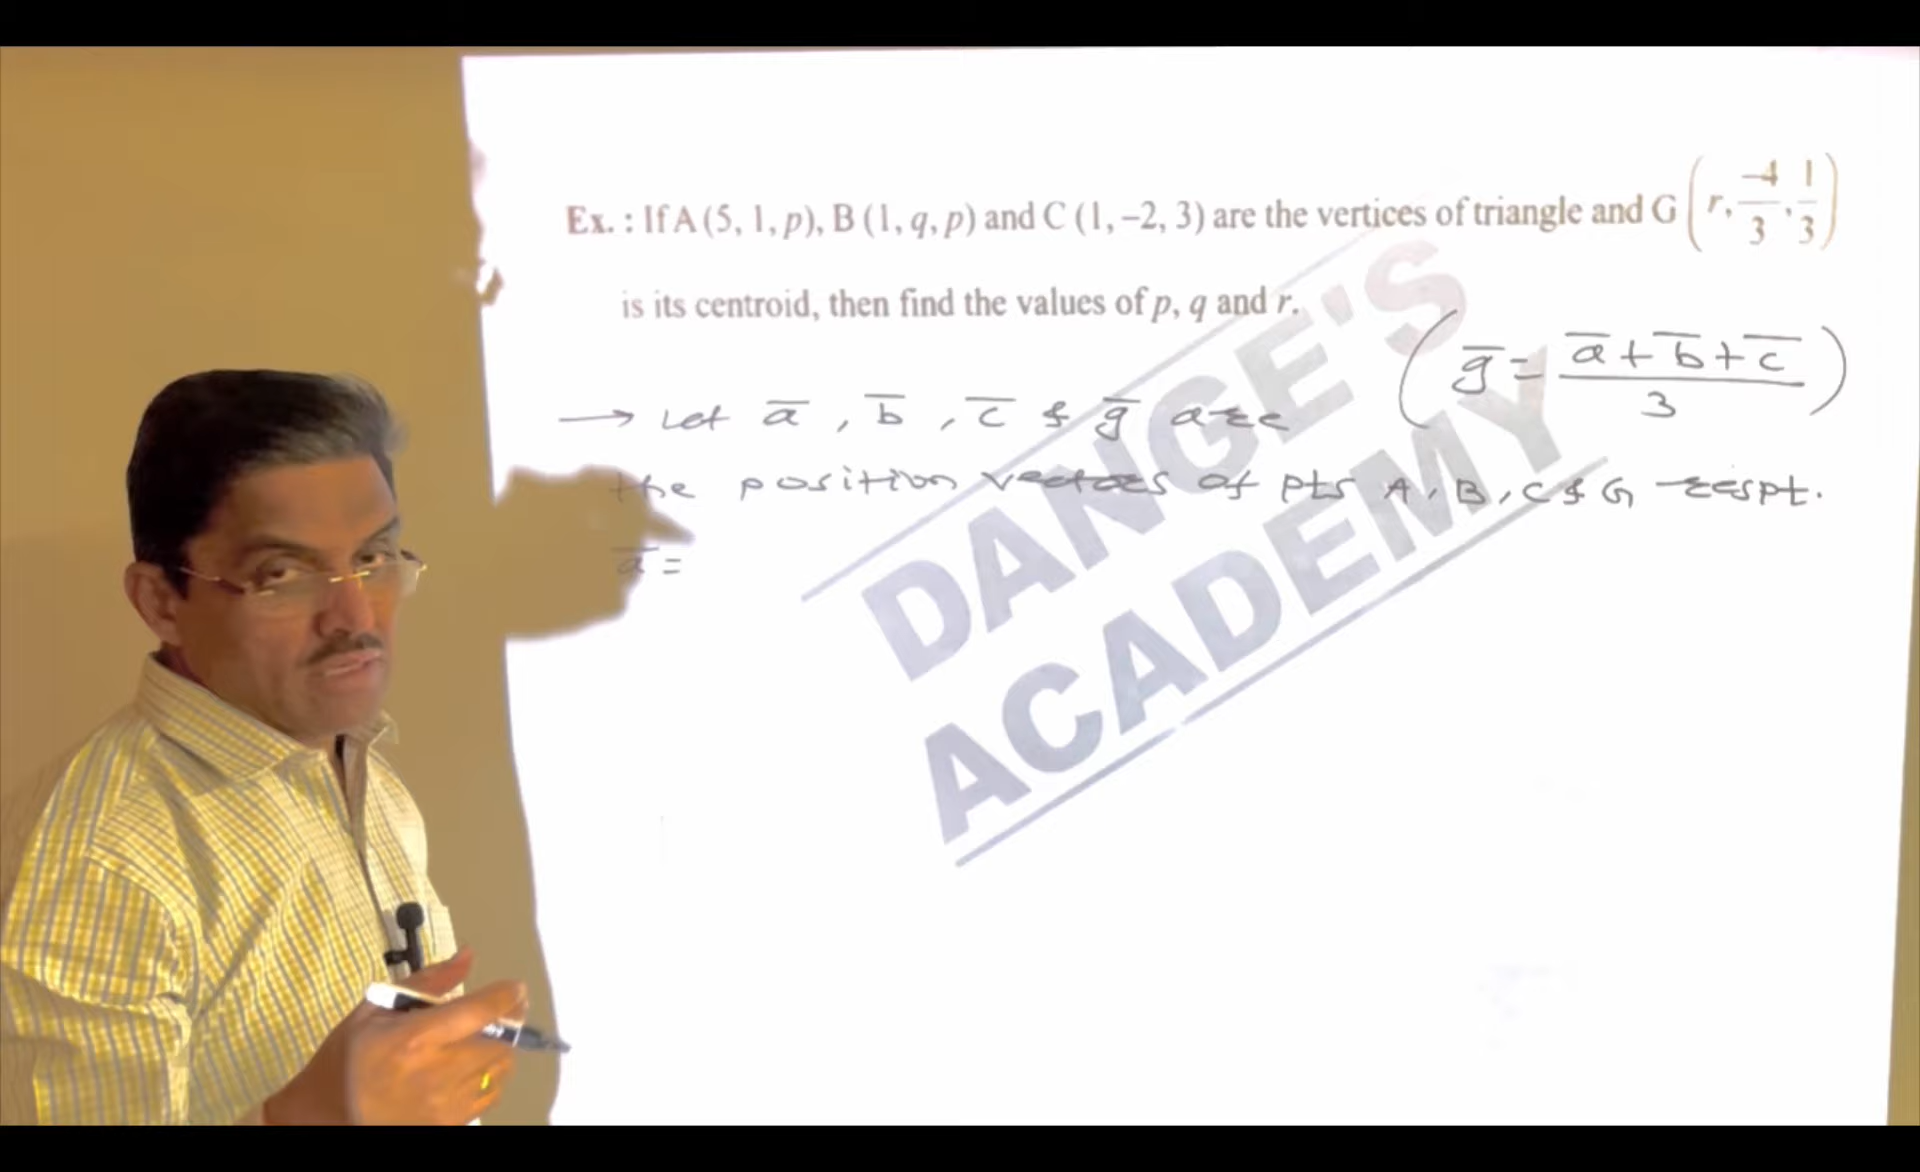 Ex. : If A (5, 1, p), B (1, q, p) and C (1, –2, 3) are the vertices of triangle and G (r, –4/3, 1/3)
is its centroid, then find the values of p, q and r.
(g̅ = (a̅ + b̅ + c̅)/3)
→ Let a̅, b̅, c̅ & g̅ are
the position vectors of pts A, B, C & G respt.
a̅ =
DANGE'S
ACADEMY